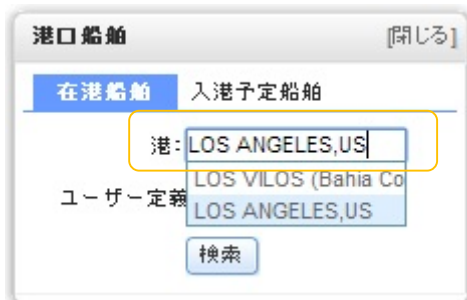 港口船舶 [閉じる]
在港船舶 入港予定船舶
港: LOS ANGELES,US
LOS VILOS (Bahia Co
ユーザー定義
LOS ANGELES,US
検索